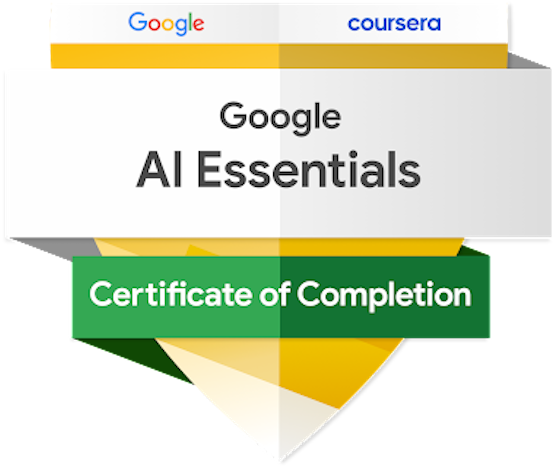 Google coursera
Google
AI Essentials
Certificate of Completion